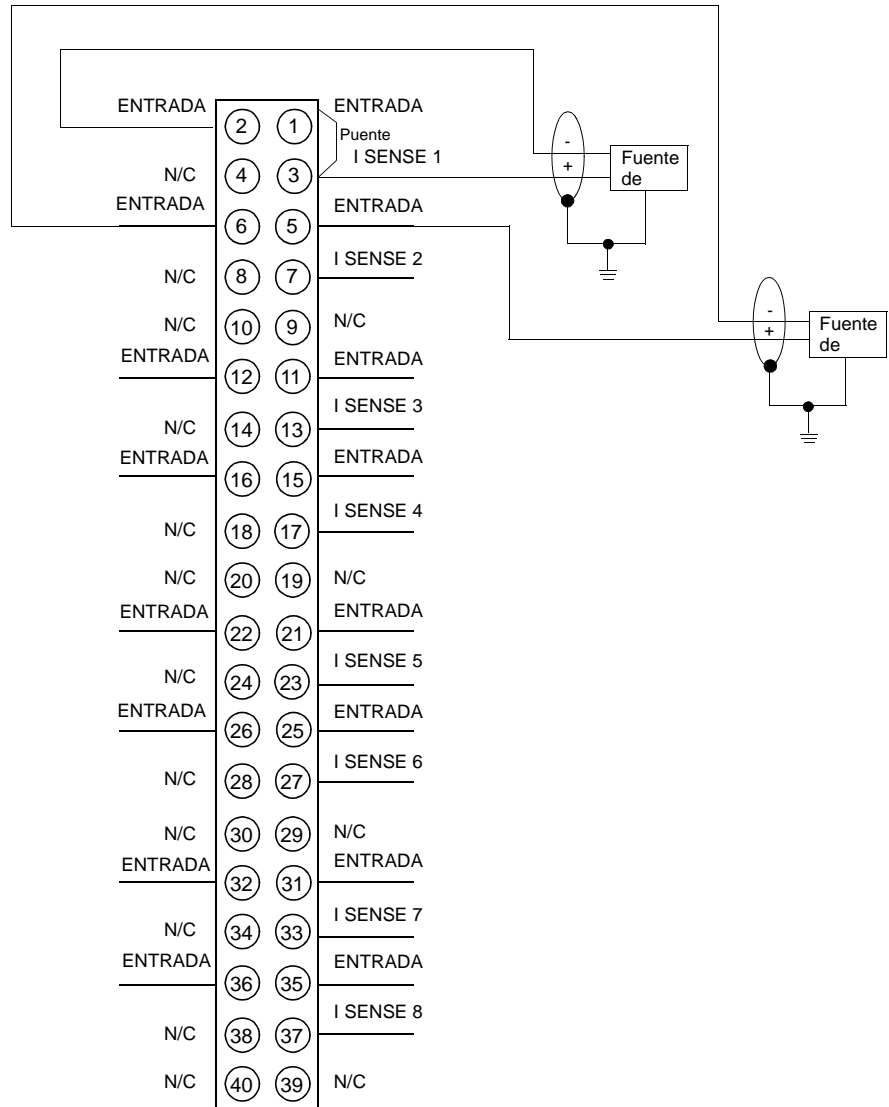 ENTRADA 2 1 ENTRADA
Puente
N/C 4 3 I SENSE 1
ENTRADA 6 5 ENTRADA
N/C 8 7 I SENSE 2
N/C 10 9 N/C
ENTRADA 12 11 ENTRADA
N/C 14 13 I SENSE 3
ENTRADA 16 15 ENTRADA
N/C 18 17 I SENSE 4
N/C 20 19 N/C
ENTRADA 22 21 ENTRADA
N/C 24 23 I SENSE 5
ENTRADA 26 25 ENTRADA
N/C 28 27 I SENSE 6
N/C 30 29 N/C
ENTRADA 32 31 ENTRADA
N/C 34 33 I SENSE 7
ENTRADA 36 35 ENTRADA
N/C 38 37 I SENSE 8
N/C 40 39 N/C
-
+
Fuente
de
-
+
Fuente
de